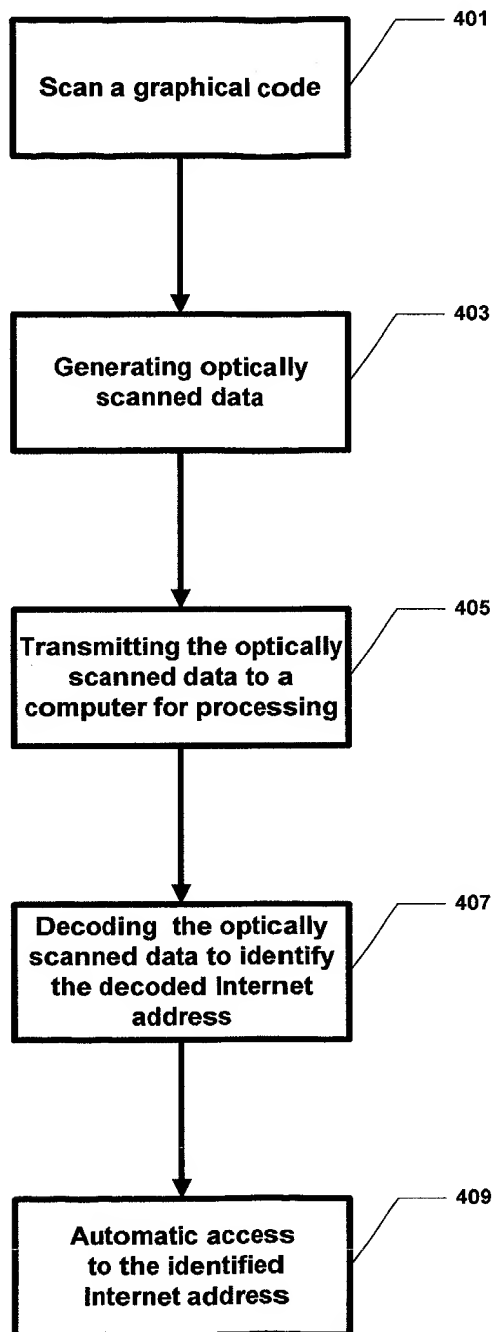 401
Scan a graphical code
403
Generating optically
scanned data
405
Transmitting the optically
scanned data to a
computer for processing
407
Decoding the optically
scanned data to identify
the decoded Internet
address
409
Automatic access
to the identified
Internet address